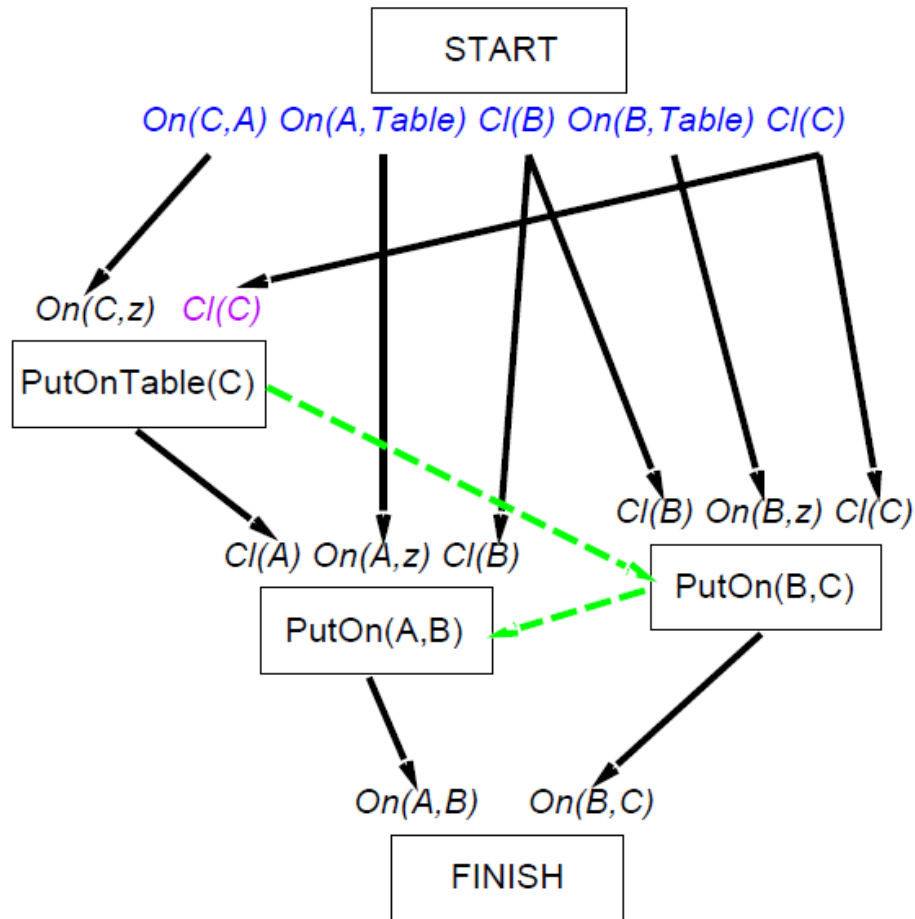 START
On(C,A) On(A,Table) Cl(B) On(B,Table) Cl(C)
On(C,z) Cl(C)
PutOnTable(C)
Cl(B) On(B,z) Cl(C)
Cl(A) On(A,z) Cl(B)
PutOn(B,C)
PutOn(A,B)
On(A,B) On(B,C)
FINISH